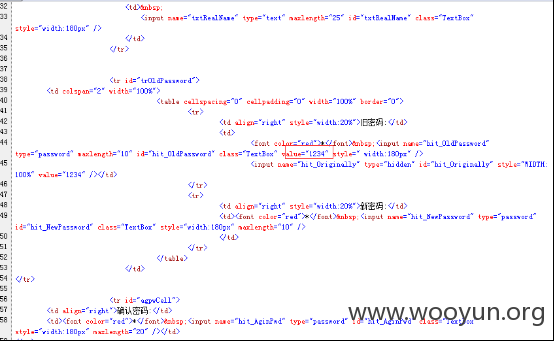 32 <td>&nbsp;
33 <input name="txtRealName" type="text" maxlength="25" id="txtRealName" class="TextBox"
style="width:180px" />
34 </td>
35 </tr>
36
37
38 <tr id="trOldPassword">
39 <td colspan="2" width="100%">
40 <table cellspacing="0" cellpadding="0" width="100%" border="0">
41 <tr>
42 <td align="right" style="width:20%">旧密码:</td>
43 <td>
44 <font color="red">*</font>&nbsp;<input name="hit_OldPassword"
type="password" maxlength="10" id="hit_OldPassword" class="TextBox" value="1234" style=" width:180px" />
45 <input name="hit_Originally" type="hidden" id="hit_Originally" style="WIDTH:
100%" value="1234" /></td>
46 </tr>
47 <tr>
48 <td align="right" style="width:20%">新密码:</td>
49 <td><font color="red">*</font>&nbsp;<input name="hit_NewPassword" type="password"
id="hit_NewPassword" class="TextBox" style="width:180px" maxlength="10" />
50 </td>
51 </tr>
52 </table>
53 </td>
54 </tr>
55
56 <tr id="agpwCell">
57 <td align="right">确认密码:</td>
58 <td><font color="red">*</font>&nbsp;<input name="hit_AginPwd" type="password" id="hit_AginPwd" class="TextBox"
style="width:180px" maxlength="20" /></td>
www.wooyun.org